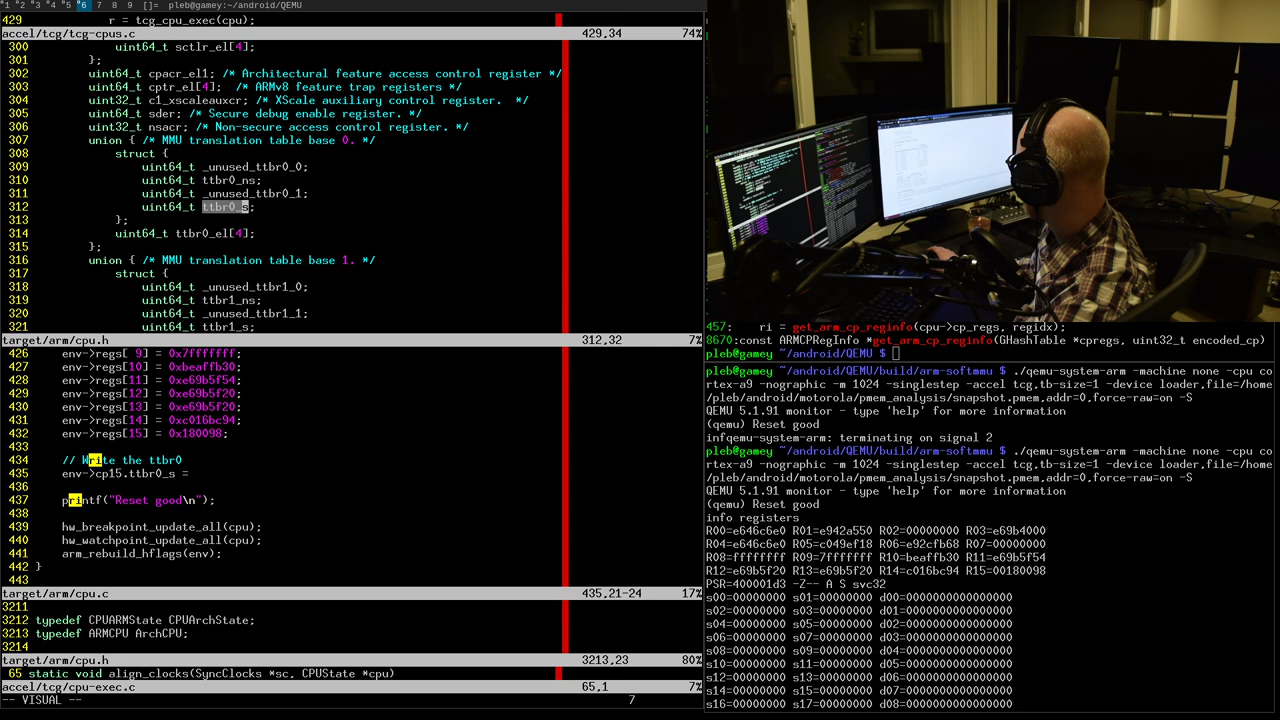 °1 °2 °3 °4 °5 °6 7 8 9 []= pleb@gamey:~/android/QEMU
429 r = tcg_cpu_exec(cpu);
accel/tcg/tcg-cpus.c 429,34 74%
300 uint64_t sctlr_el[4];
301 };
302 uint64_t cpacr_el1; /* Architectural feature access control register */
303 uint64_t cptr_el[4]; /* ARMv8 feature trap registers */
304 uint32_t c1_xscaleauxcr; /* XScale auxiliary control register. */
305 uint64_t sder; /* Secure debug enable register. */
306 uint32_t nsacr; /* Non-secure access control register. */
307 union { /* MMU translation table base 0. */
308 struct {
309 uint64_t _unused_ttbr0_0;
310 uint64_t ttbr0_ns;
311 uint64_t _unused_ttbr0_1;
312 uint64_t ttbr0_s;
313 };
314 uint64_t ttbr0_el[4];
315 };
316 union { /* MMU translation table base 1. */
317 struct {
318 uint64_t _unused_ttbr1_0;
319 uint64_t ttbr1_ns;
320 uint64_t _unused_ttbr1_1;
321 uint64_t ttbr1_s;
target/arm/cpu.h 312,32 7%
426 env->regs[ 9] = 0x7fffffff;
427 env->regs[10] = 0xbeaffb30;
428 env->regs[11] = 0xe69b5f54;
429 env->regs[12] = 0xe69b5f20;
430 env->regs[13] = 0xe69b5f20;
431 env->regs[14] = 0xc016bc94;
432 env->regs[15] = 0x180098;
433
434 // Write the ttbr0
435 env->cp15.ttbr0_s =
436
437 printf("Reset good\n");
438
439 hw_breakpoint_update_all(cpu);
440 hw_watchpoint_update_all(cpu);
441 arm_rebuild_hflags(env);
442 }
443
target/arm/cpu.c 435,21-24 17%
3211
3212 typedef CPUARMState CPUArchState;
3213 typedef ARMCPU ArchCPU;
3214
target/arm/cpu.h 3213,23 80%
65 static void align_clocks(SyncClocks *sc, CPUState *cpu)
accel/tcg/cpu-exec.c 65,1 7%
-- VISUAL -- 7
457: ri = get_arm_cp_reginfo(cpu->cp_regs, regidx);
8670:const ARMCPRegInfo *get_arm_cp_reginfo(GHashTable *cpregs, uint32_t encoded_cp)
pleb@gamey ~/android/QEMU $
pleb@gamey ~/android/QEMU/build/arm-softmmu $ ./qemu-system-arm -machine none -cpu co
rtex-a9 -nographic -m 1024 -singlestep -accel tcg,tb-size=1 -device loader,file=/home
/pleb/android/motorola/pmem_analysis/snapshot.pmem,addr=0,force-raw=on -S
QEMU 5.1.91 monitor - type 'help' for more information
(qemu) Reset good
infqemu-system-arm: terminating on signal 2
pleb@gamey ~/android/QEMU/build/arm-softmmu $ ./qemu-system-arm -machine none -cpu co
rtex-a9 -nographic -m 1024 -singlestep -accel tcg,tb-size=1 -device loader,file=/home
/pleb/android/motorola/pmem_analysis/snapshot.pmem,addr=0,force-raw=on -S
QEMU 5.1.91 monitor - type 'help' for more information
(qemu) Reset good
info registers
R00=e646c6e0 R01=e942a550 R02=00000000 R03=e69b4000
R04=e646c6e0 R05=c049ef18 R06=e92cfb68 R07=00000000
R08=ffffffff R09=7fffffff R10=beaffb30 R11=e69b5f54
R12=e69b5f20 R13=e69b5f20 R14=c016bc94 R15=00180098
PSR=400001d3 -Z-- A S svc32
s00=00000000 s01=00000000 d00=0000000000000000
s02=00000000 s03=00000000 d01=0000000000000000
s04=00000000 s05=00000000 d02=0000000000000000
s06=00000000 s07=00000000 d03=0000000000000000
s08=00000000 s09=00000000 d04=0000000000000000
s10=00000000 s11=00000000 d05=0000000000000000
s12=00000000 s13=00000000 d06=0000000000000000
s14=00000000 s15=00000000 d07=0000000000000000
s16=00000000 s17=00000000 d08=0000000000000000